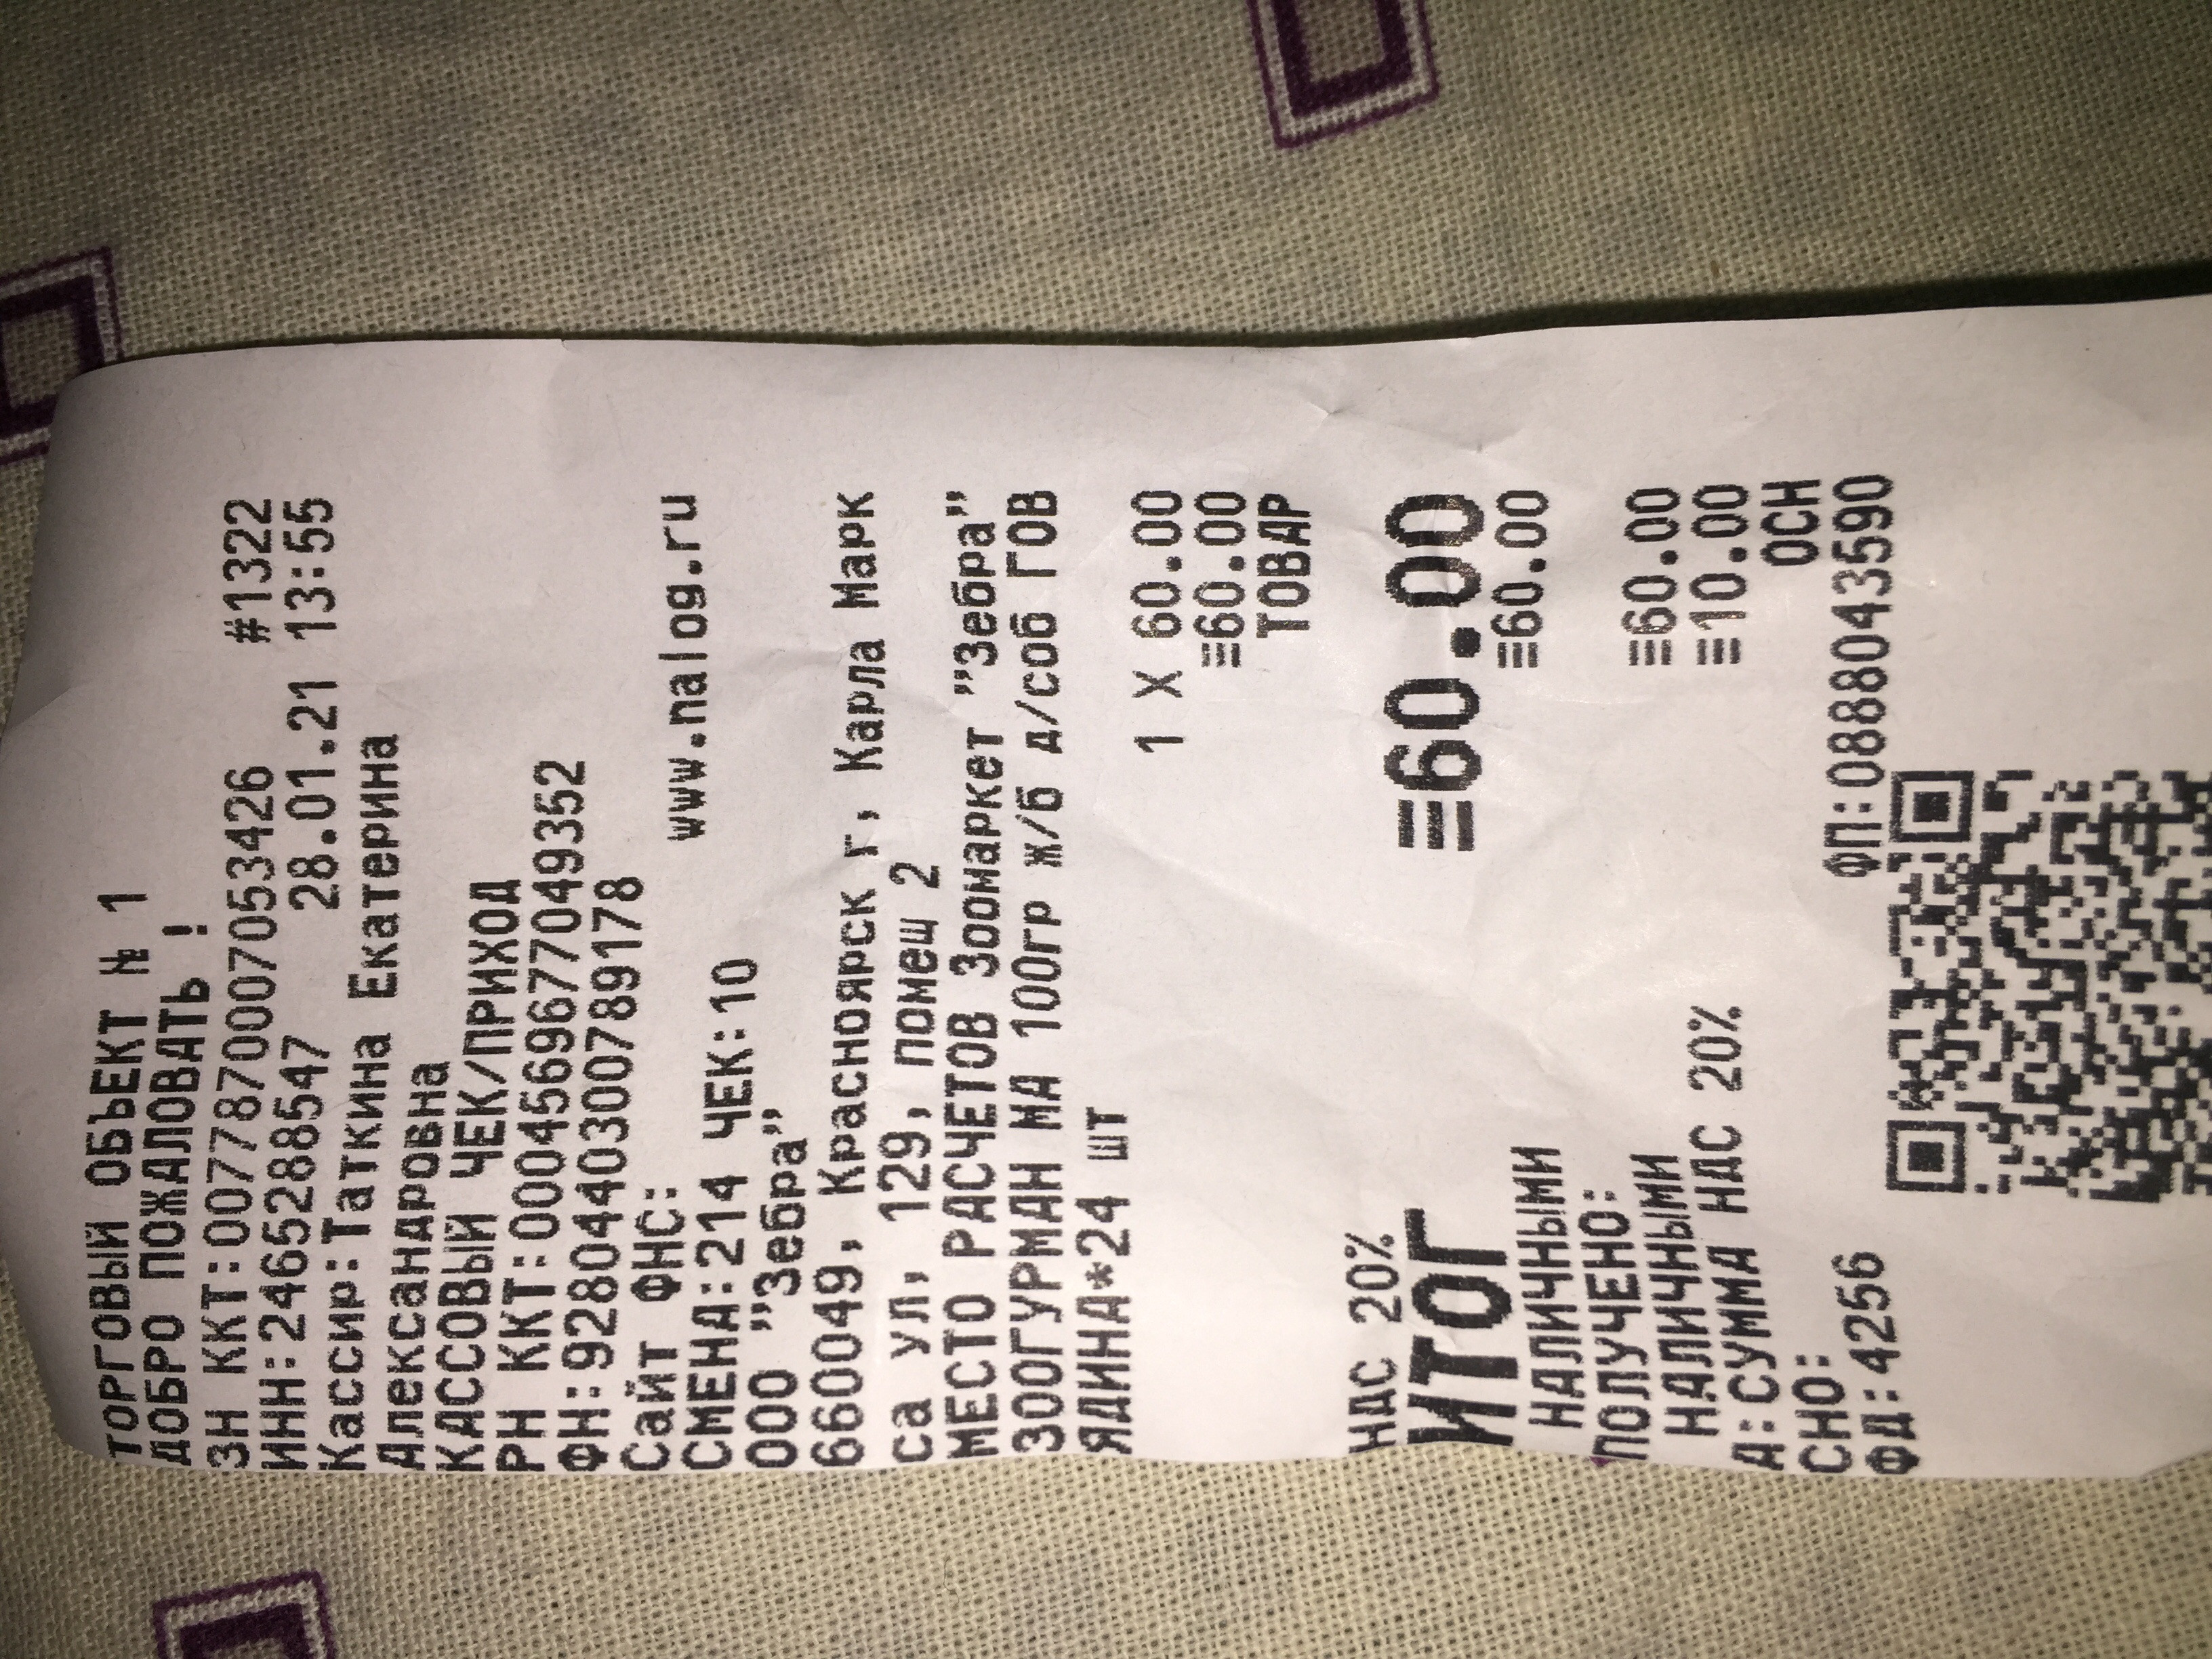 ТОРГОВЫЙ ОБЪЕКТ № 1
ДОБРО ПОЖАЛОВАТЬ !
ЗН ККТ:00778700007053426 #1322
ИНН:2465288547 28.01.21 13:55
Кассир:Таткина Екатерина
Александровна
КАССОВЫЙ ЧЕК/ПРИХОД
РН ККТ:0004569677049352
ФН:9280440300789178
Сайт ФНС: www.nalog.ru
СМЕНА:214 ЧЕК:10
ООО "Зебра"
660049, Красноярск г, Карла Марк
са ул, 129, помещ 2
МЕСТО РАСЧЕТОВ Зоомаркет "Зебра"
ЗООГУРМАН МА 100гр ж/б д/соб ГОВ
ЯДИНА*24 шт
1 X 60.00
≡60.00
ТОВАР
НДС 20%
ИТОГ ≡60.00
НАЛИЧНЫМИ ≡60.00
ПОЛУЧЕНО:
НАЛИЧНЫМИ ≡60.00
А:СУММА НДС 20% ≡10.00
СНО: ОСН
ФД:4256 ФП:0888043590